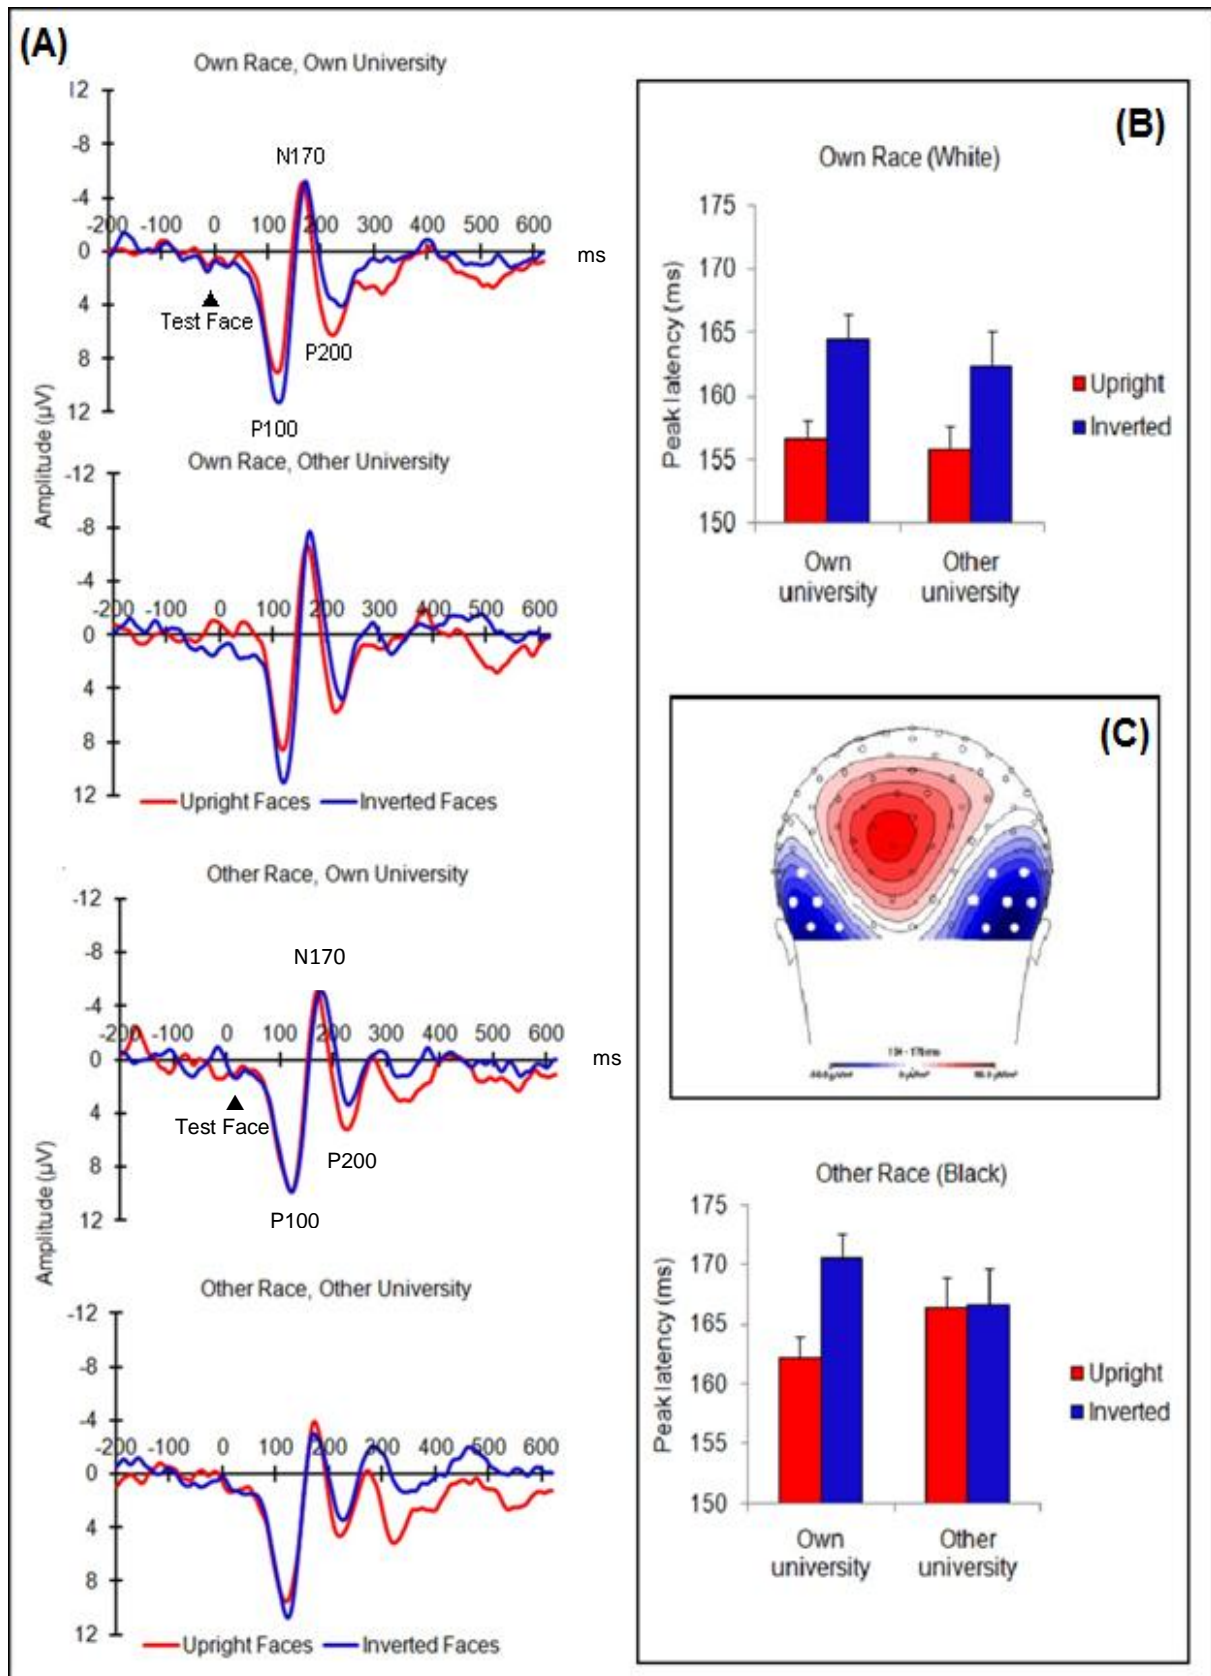 (A)
Own Race, Own University
12
-8
N170
-4
-200 -100 0 100 200 300 400 500 600
0
ms
4
Test Face
P200
8
12
P100
Amplitude (µV)
Own Race, Other University
-12
-8
-4
-200 -100 0 100 200 300 400 500 600
0
4
8
12
Upright Faces Inverted Faces
Other Race, Own University
-12
-8
N170
-4
-200 -100 0 100 200 300 400 500 600
0
ms
4
Test Face
P200
8
12
P100
Amplitude (µV)
Other Race, Other University
-12
-8
-4
-200 -100 0 100 200 300 400 500 600
0
4
8
12
Upright Faces Inverted Faces
(B)
Own Race (White)
175
170
165
160
155
150
Peak latency (ms)
Upright
Inverted
Own university
Other university
(C)
Other Race (Black)
175
170
165
160
155
150
Peak latency (ms)
Upright
Inverted
Own university
Other university